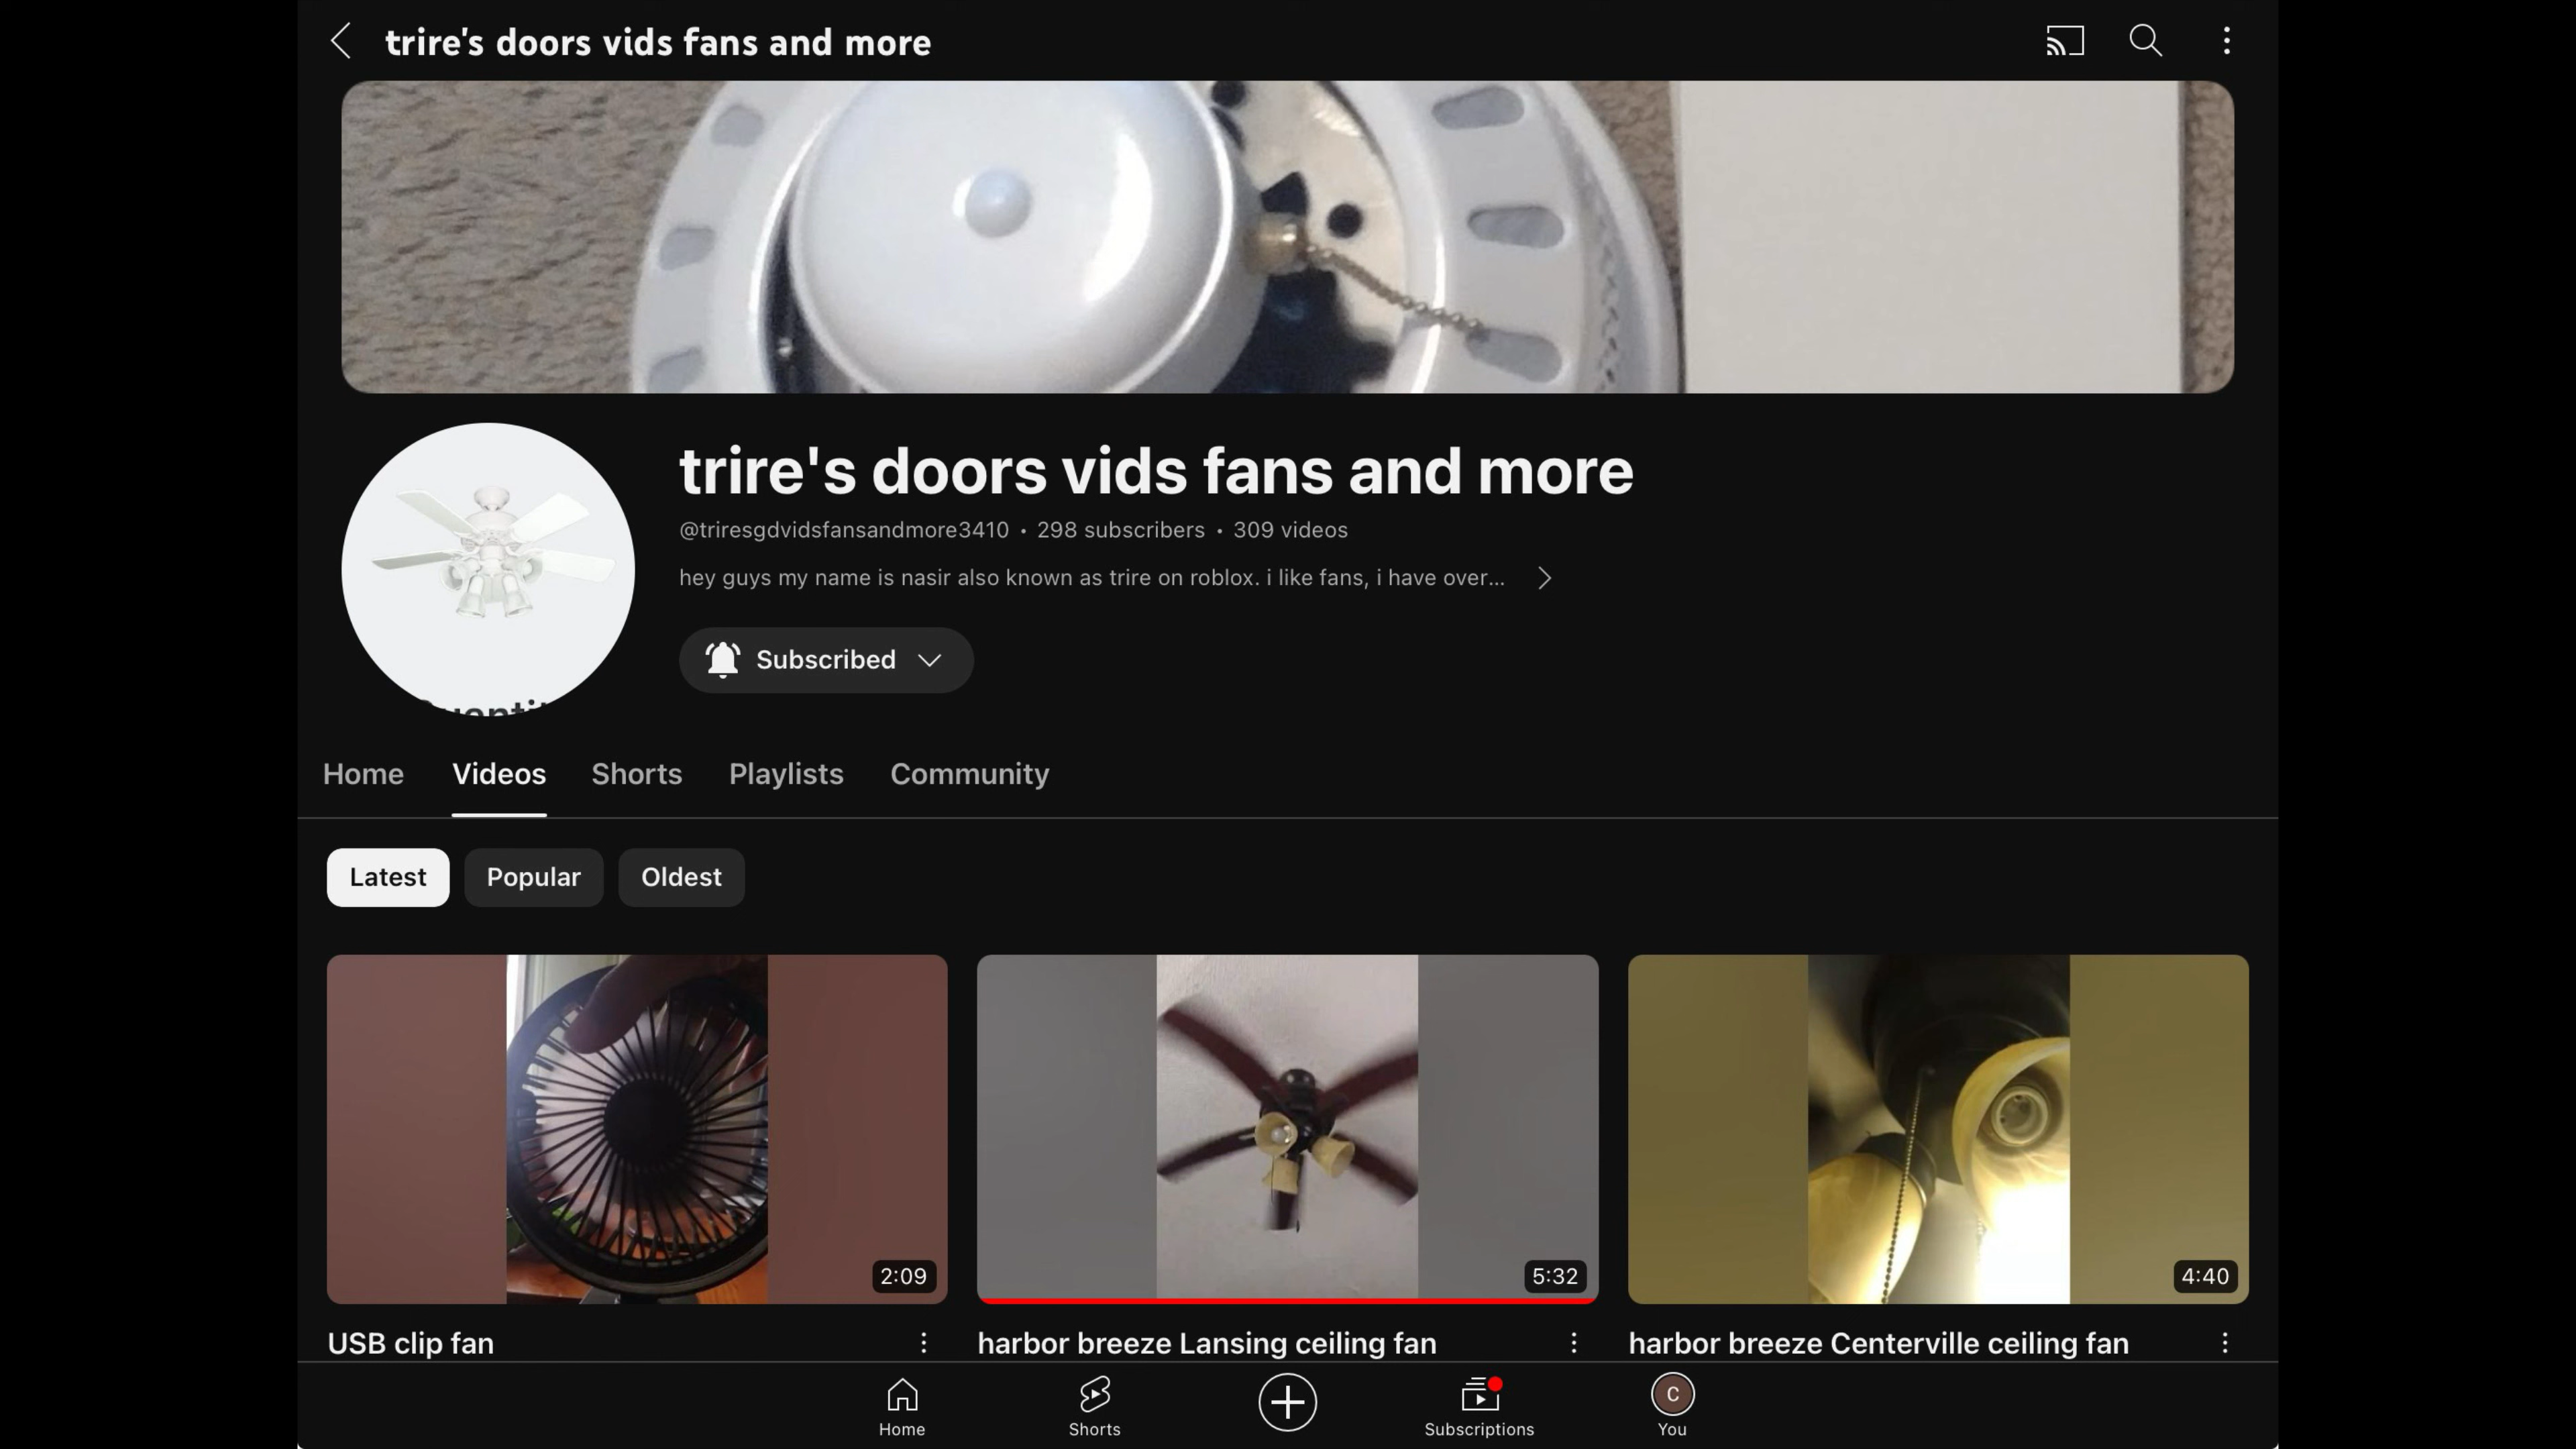 trire's doors vids fans and more
trire's doors vids fans and more
@triresgdvidsfansandmore3410 • 298 subscribers • 309 videos
hey guys my name is nasir also known as trire on roblox. i like fans, i have over...
Subscribed
Home Videos Shorts Playlists Community
Latest Popular Oldest
2:09 5:32 4:40
USB clip fan harbor breeze Lansing ceiling fan harbor breeze Centerville ceiling fan
C
Home Shorts Subscriptions You